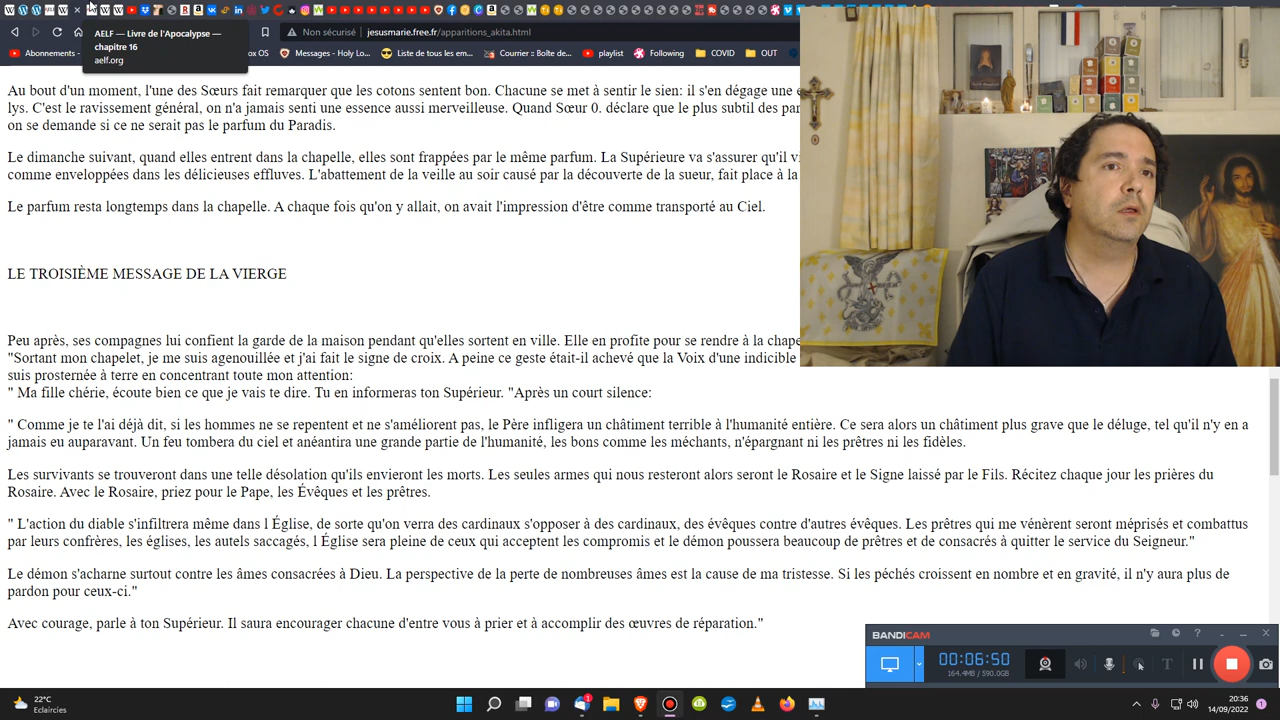 AELF — Livre de l'Apocalypse —
chapitre 16
aelf.org
Non sécurisé
jesusmarie.free.fr/apparitions_akita.html
Abonnements
OX OS
Messages - Holy Lo...
Liste de tous les em...
Courrier :: Boîte de...
playlist
Following
COVID
OUT
Au bout d'un moment, l'une des Sœurs fait remarquer que les cotons sentent bon. Chacune se met à sentir le sien: il s'en dégage une
lys. C'est le ravissement général, on n'a jamais senti une essence aussi merveilleuse. Quand Sœur 0. déclare que le plus subtil des
on se demande si ce ne serait pas le parfum du Paradis.
Le dimanche suivant, quand elles entrent dans la chapelle, elles sont frappées par le même parfum. La Supérieure va s'assurer qu'il
comme enveloppées dans les délicieuses effluves. L'abattement de la veille au soir causé par la découverte de la sueur, fait place à la
Le parfum resta longtemps dans la chapelle. A chaque fois qu'on y allait, on avait l'impression d'être comme transporté au Ciel.
LE TROISIÈME MESSAGE DE LA VIERGE
Peu après, ses compagnes lui confient la garde de la maison pendant qu'elles sortent en ville. Elle en profite pour se rendre à la
"Sortant mon chapelet, je me suis agenouillée et j'ai fait le signe de croix. A peine ce geste était-il achevé que la Voix d'une indicible
suis prosternée à terre en concentrant toute mon attention:
" Ma fille chérie, écoute bien ce que je vais te dire. Tu en informeras ton Supérieur. "Après un court silence:
" Comme je te l'ai déjà dit, si les hommes ne se repentent et ne s'améliorent pas, le Père infligera un châtiment terrible à l'humanité entière. Ce sera alors un châtiment plus grave que le déluge, tel qu'il n'y en a
jamais eu auparavant. Un feu tombera du ciel et anéantira une grande partie de l'humanité, les bons comme les méchants, n'épargnant ni les prêtres ni les fidèles.
Les survivants se trouveront dans une telle désolation qu'ils envieront les morts. Les seules armes qui nous resteront alors seront le Rosaire et le Signe laissé par le Fils. Récitez chaque jour les prières du
Rosaire. Avec le Rosaire, priez pour le Pape, les Évêques et les prêtres.
" L'action du diable s'infiltrera même dans l Église, de sorte qu'on verra des cardinaux s'opposer à des cardinaux, des évêques contre d'autres évêques. Les prêtres qui me vénèrent seront méprisés et combattus
par leurs confrères, les églises, les autels saccagés, l Église sera pleine de ceux qui acceptent les compromis et le démon poussera beaucoup de prêtres et de consacrés à quitter le service du Seigneur."
Le démon s'acharne surtout contre les âmes consacrées à Dieu. La perspective de la perte de nombreuses âmes est la cause de ma tristesse. Si les péchés croissent en nombre et en gravité, il n'y aura plus de
pardon pour ceux-ci."
Avec courage, parle à ton Supérieur. Il saura encourager chacune d'entre vous à prier et à accomplir des œuvres de réparation."
BANDICAM
00:06:50
164.4MB / 590.0GB
22°C
Eclaircies
20:36
14/09/2022